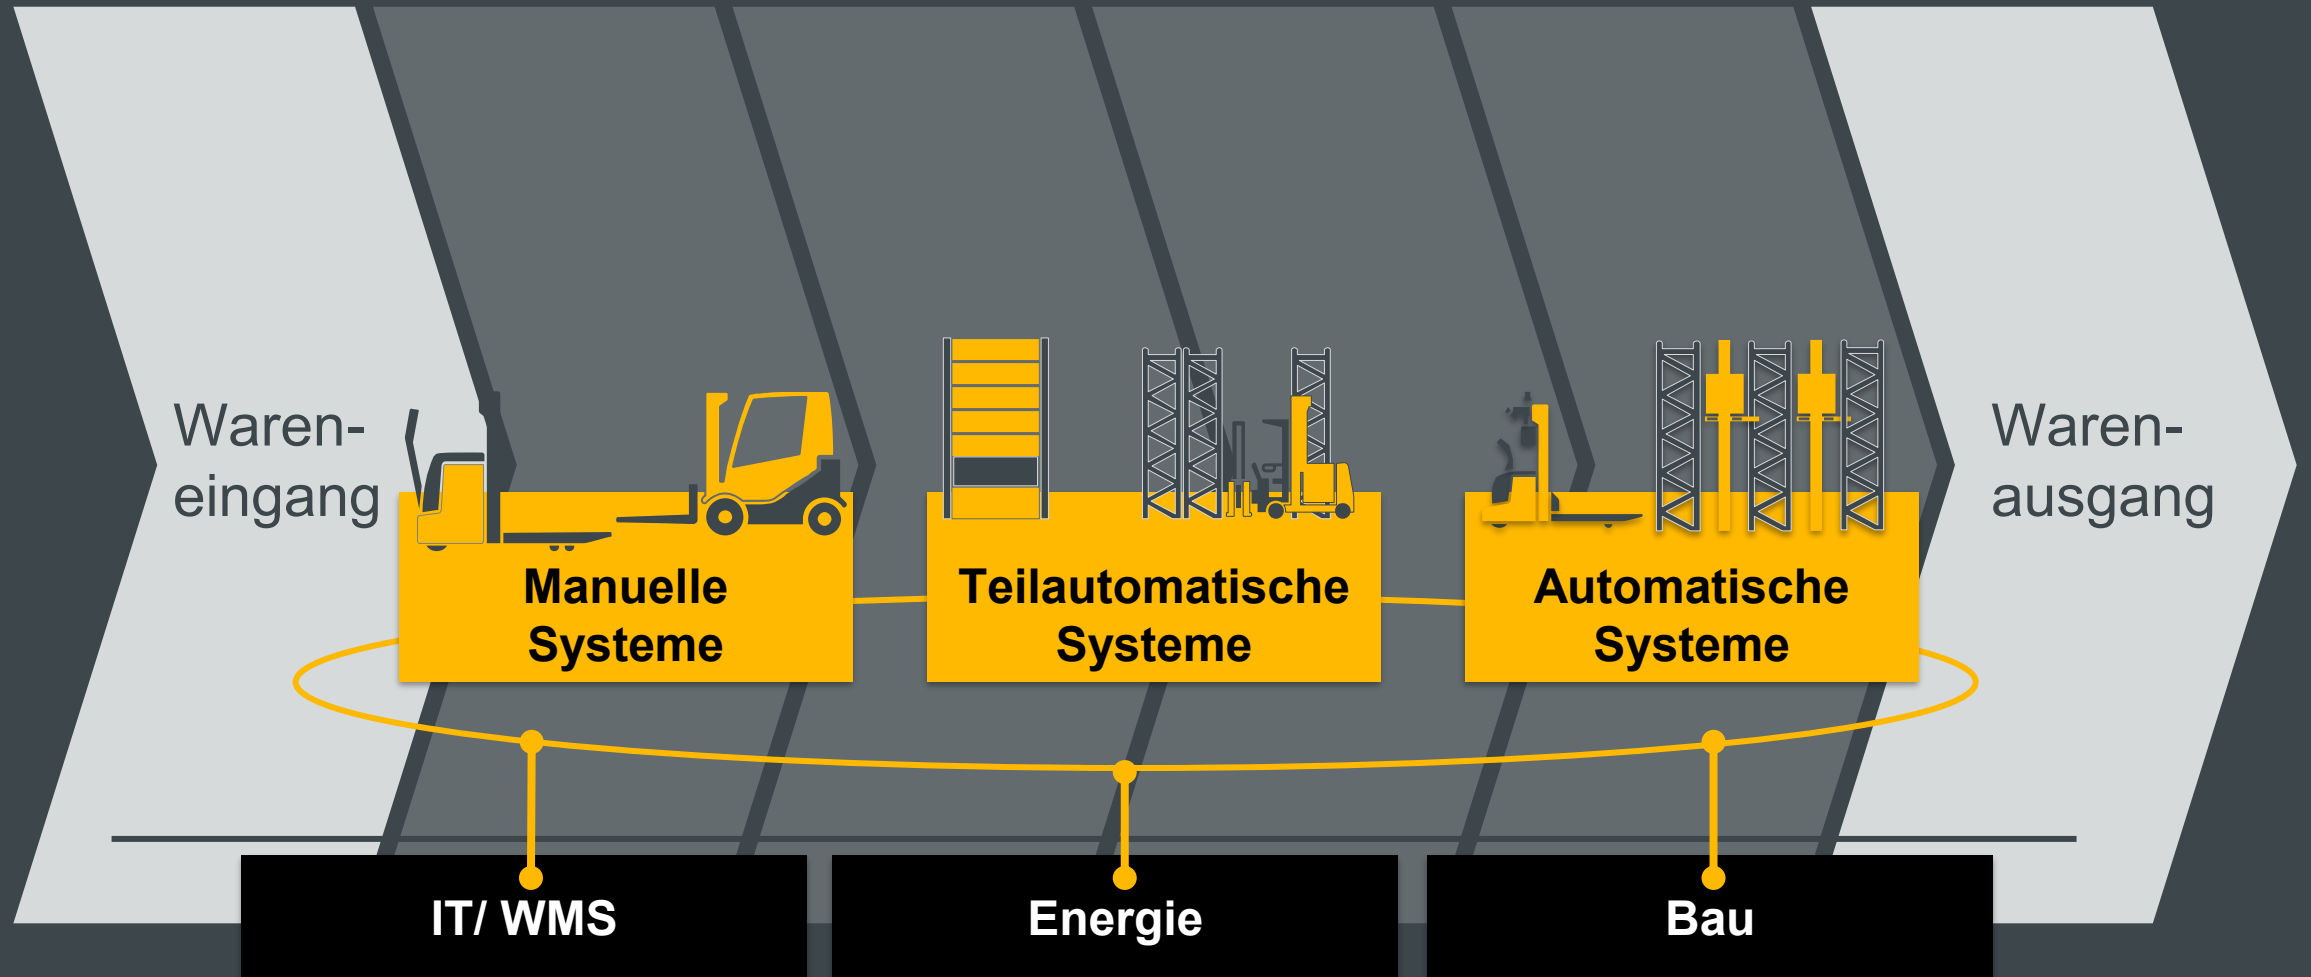 Waren-
eingang
Manuelle
Systeme
Teilautomatische
Systeme
Automatische
Systeme
Waren-
ausgang
IT/ WMS
Energie
Bau